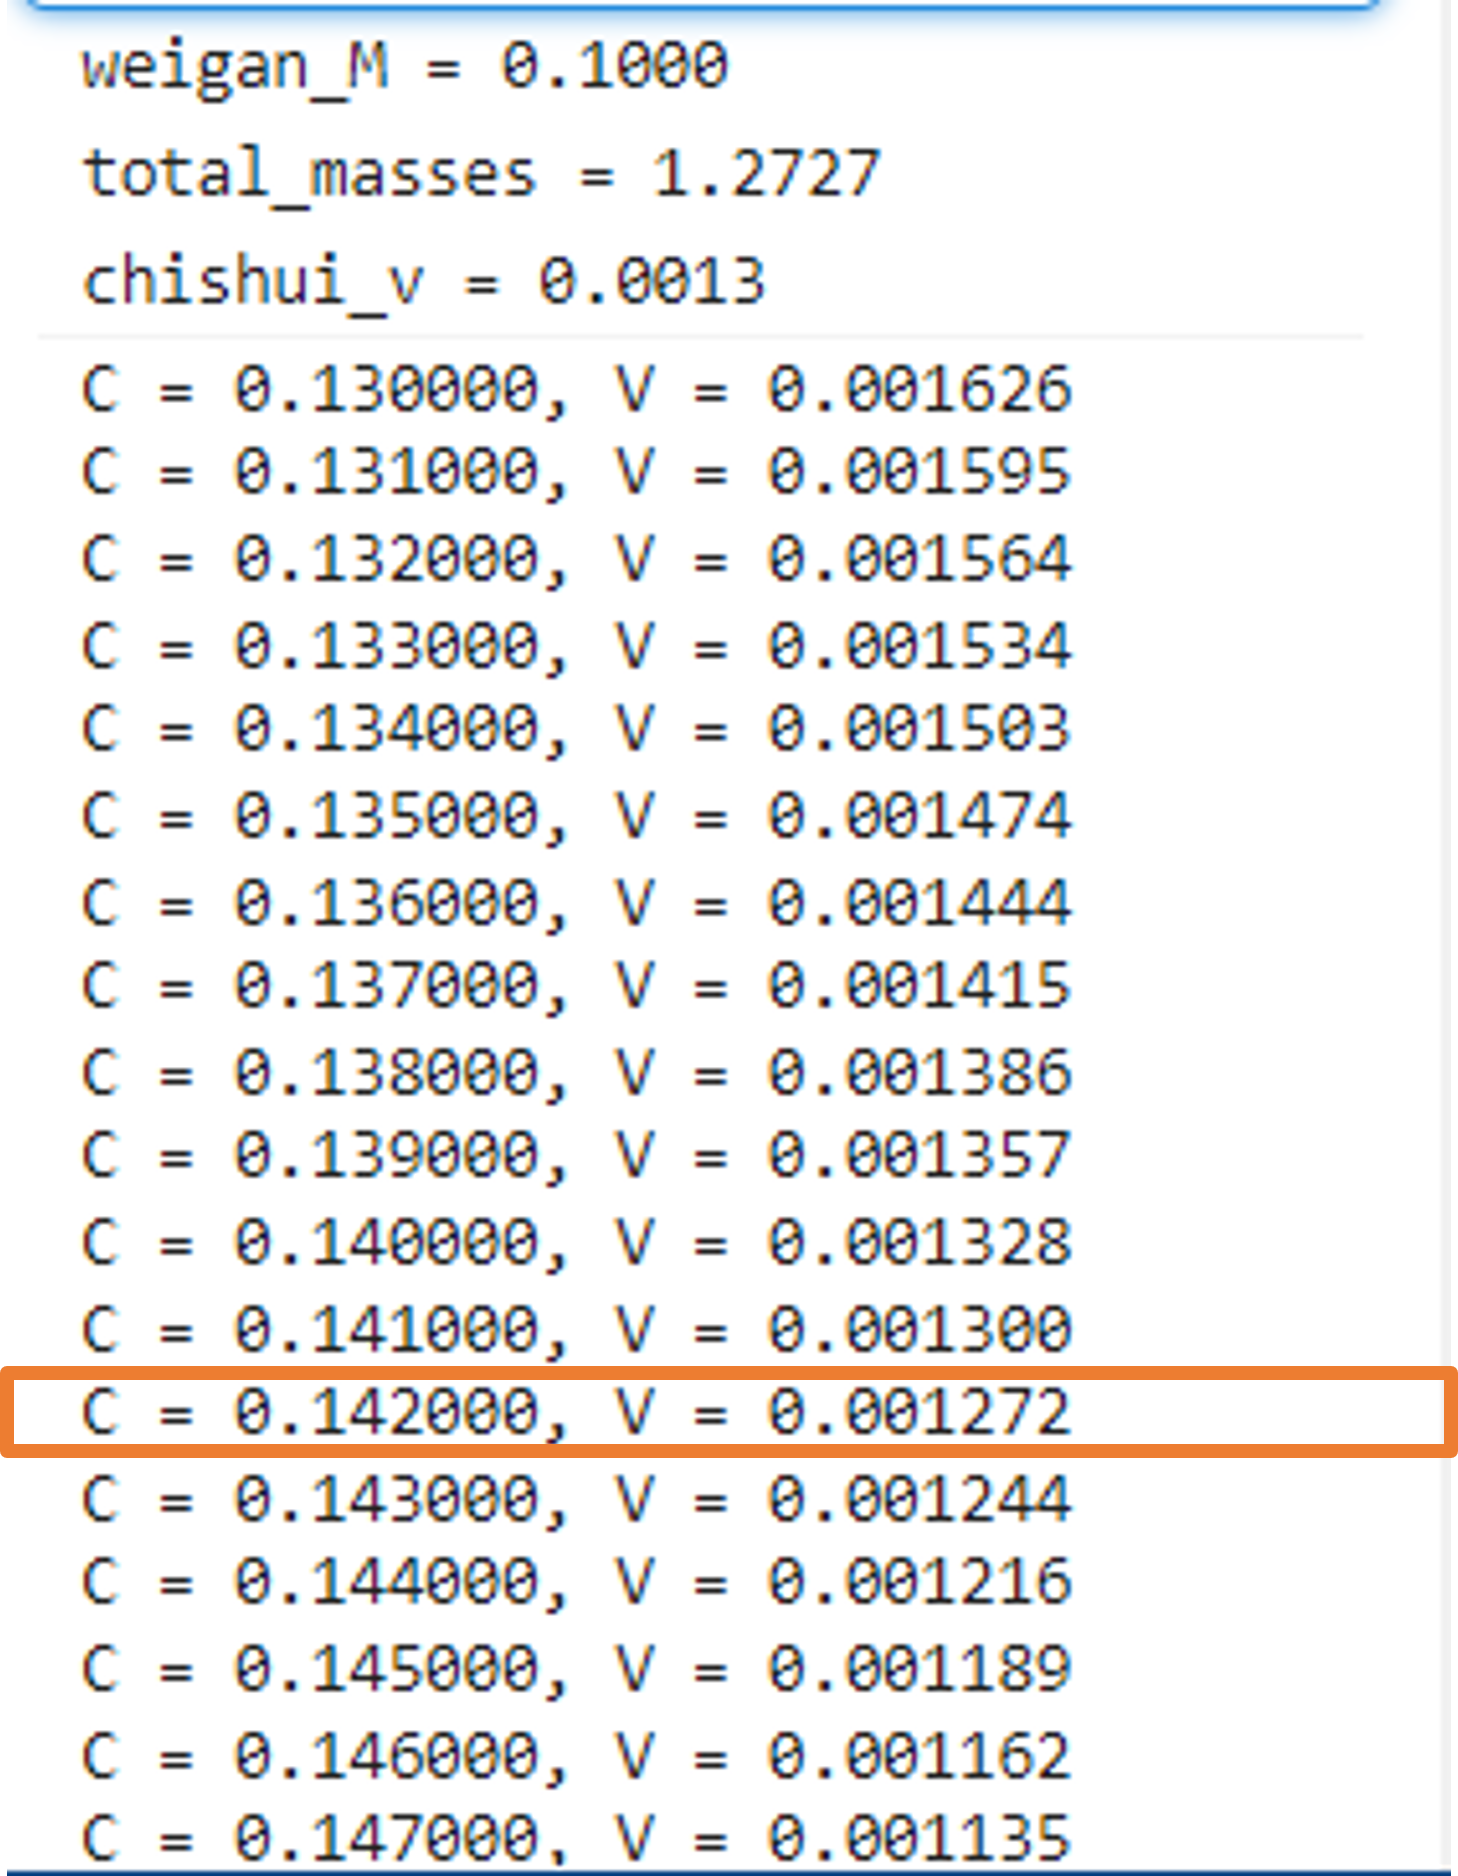 weigan_M = 0.1000
total_masses = 1.2727
chishui_v = 0.0013
C = 0.130000, V = 0.001626
C = 0.131000, V = 0.001595
C = 0.132000, V = 0.001564
C = 0.133000, V = 0.001534
C = 0.134000, V = 0.001503
C = 0.135000, V = 0.001474
C = 0.136000, V = 0.001444
C = 0.137000, V = 0.001415
C = 0.138000, V = 0.001386
C = 0.139000, V = 0.001357
C = 0.140000, V = 0.001328
C = 0.141000, V = 0.001300
C = 0.142000, V = 0.001272
C = 0.143000, V = 0.001244
C = 0.144000, V = 0.001216
C = 0.145000, V = 0.001189
C = 0.146000, V = 0.001162
C = 0.147000, V = 0.001135